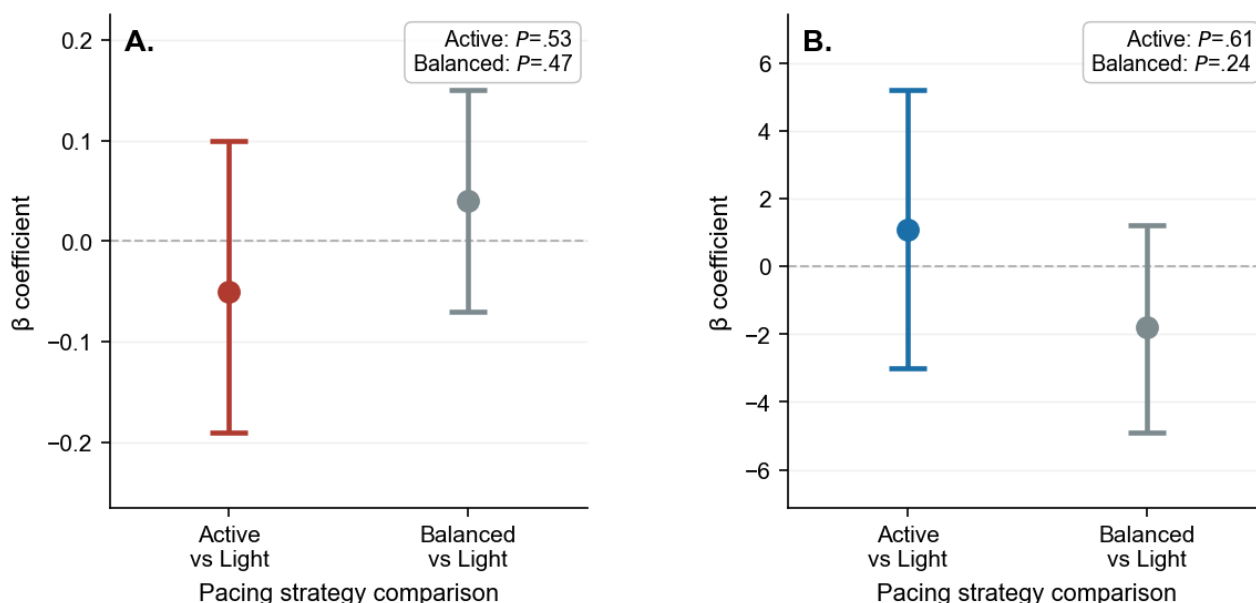 A.
Active: P=.53
Balanced: P=.47
0.2
0.1
0.0
−0.1
−0.2
β coefficient
Active
vs Light
Balanced
vs Light
Pacing strategy comparison
B.
Active: P=.61
Balanced: P=.24
6
4
2
0
−2
−4
−6
β coefficient
Active
vs Light
Balanced
vs Light
Pacing strategy comparison